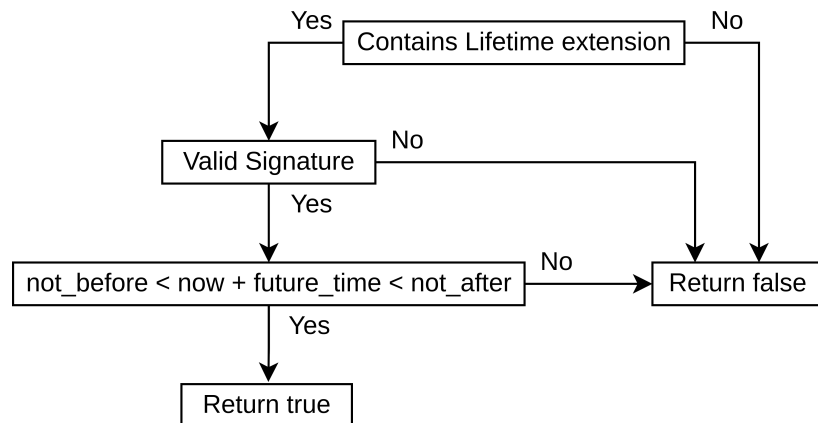 Yes
No
Contains Lifetime extension
No
Valid Signature
Yes
No
not_before < now + future_time < not_after
Return false
Yes
Return true